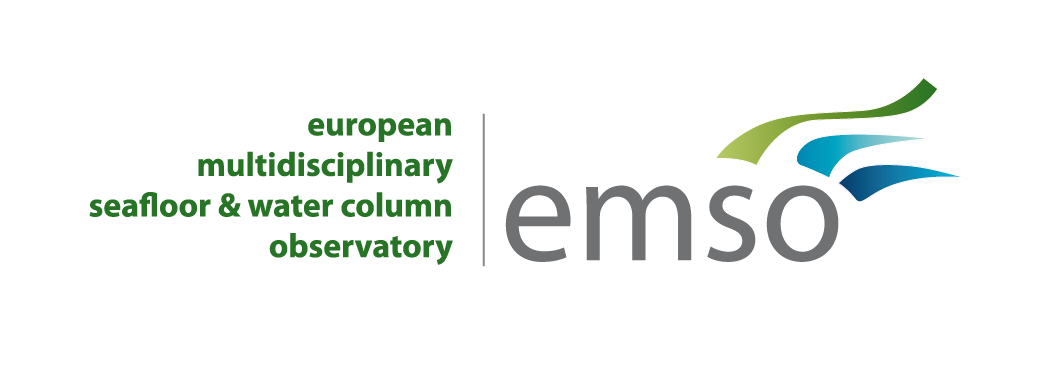 european
multidisciplinary
seafloor & water column
observatory
emso